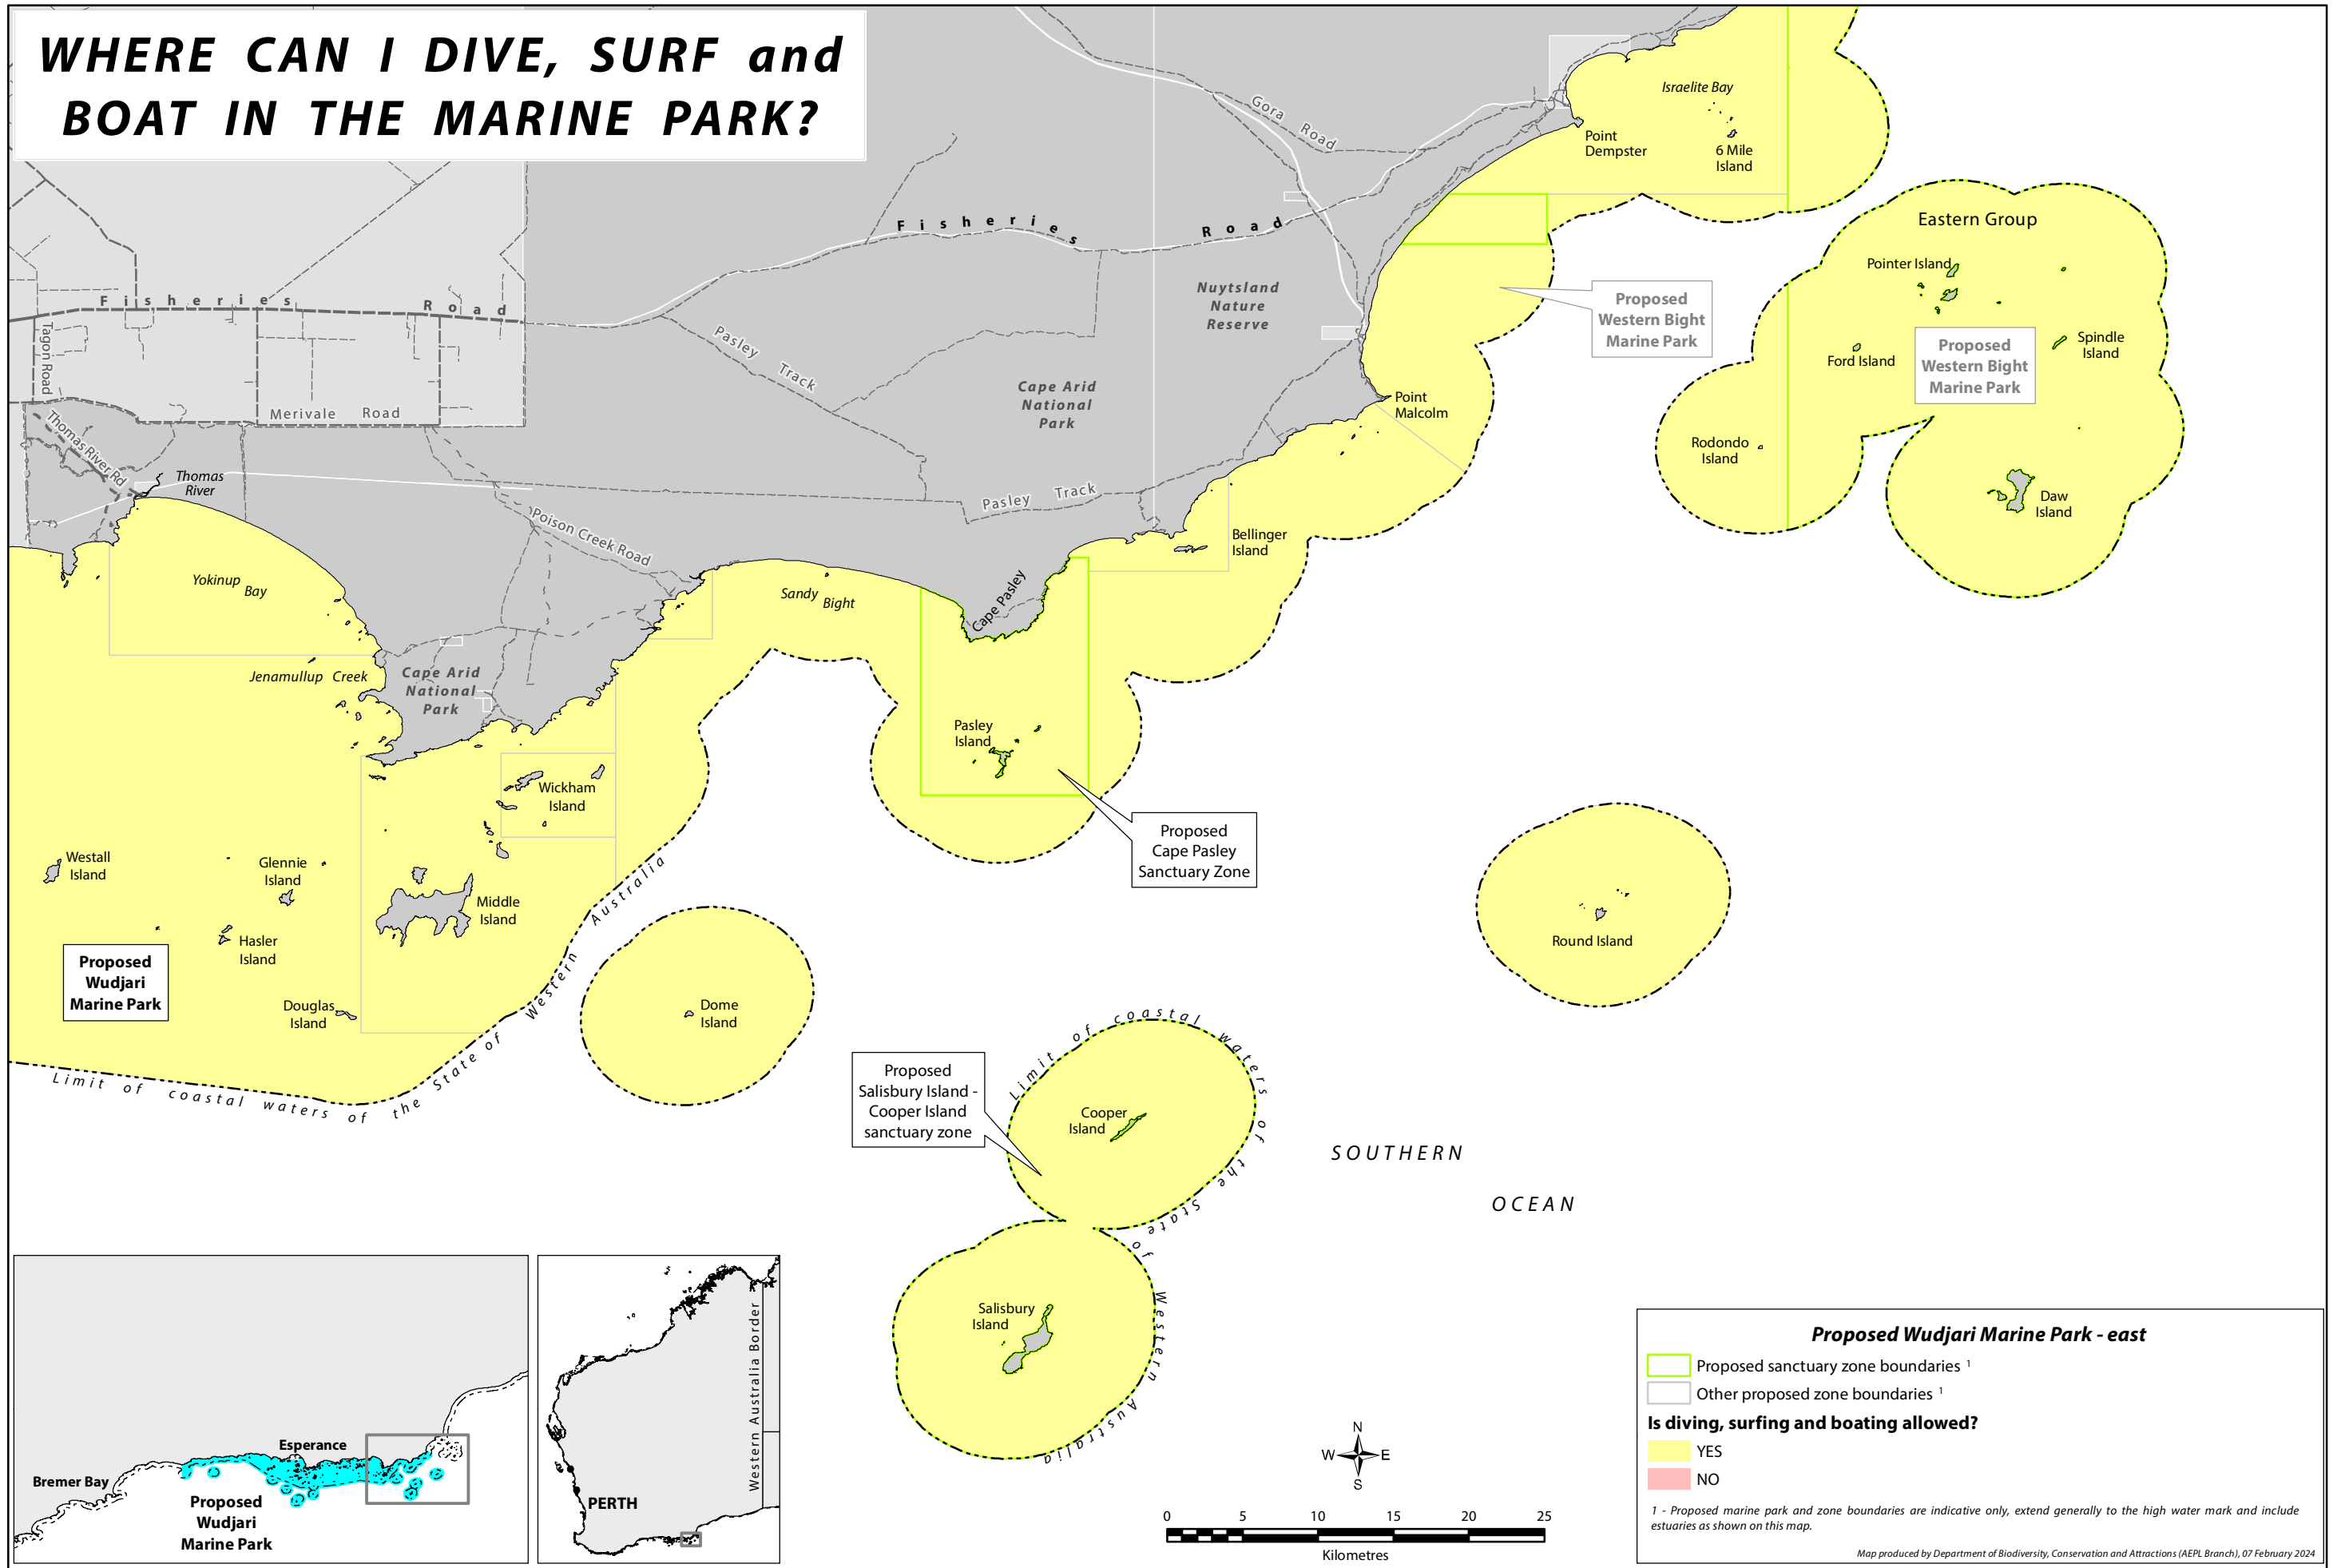 WHERE CAN I DIVE, SURF and
BOAT IN THE MARINE PARK?
Israelite Bay
Point
Dempster
6 Mile
Island
Gora Road
Fisheries Road
Eastern Group
Pointer Island
Nuytsland
Nature
Reserve
Proposed
Western Bight
Marine Park
Fisheries Road
Tagon Road
Pasley Track
Ford Island
Proposed
Western Bight
Marine Park
Spindle
Island
Cape Arid
National
Park
Point
Malcolm
Merivale Road
Thomas River Rd
Rodondo
Island
Thomas
River
Pasley Track
Daw
Island
Poison Creek Road
Bellinger
Island
Yokinup Bay
Sandy Bight
Cape Pasley
Jenamullup Creek
Cape Arid
National
Park
Pasley
Island
Wickham
Island
Proposed
Cape Pasley
Sanctuary Zone
Westall
Island
Glennie
Island
Middle
Island
Hasler
Island
Round Island
Proposed
Wudjari
Marine Park
Douglas
Island
Dome
Island
Limit of coastal waters of the State of Western Australia
Proposed
Salisbury Island -
Cooper Island
sanctuary zone
Cooper
Island
Limit of coastal waters of the State of Western Australia
SOUTHERN
OCEAN
Salisbury
Island
Esperance
Bremer Bay
Proposed
Wudjari
Marine Park
Western Australia Border
PERTH
N
W E
S
0 5 10 15 20 25
Kilometres
Proposed Wudjari Marine Park - east
Proposed sanctuary zone boundaries 1
Other proposed zone boundaries 1
Is diving, surfing and boating allowed?
YES
NO
1 - Proposed marine park and zone boundaries are indicative only, extend generally to the high water mark and include
estuaries as shown on this map.
Map produced by Department of Biodiversity, Conservation and Attractions (AEPL Branch), 07 February 2024